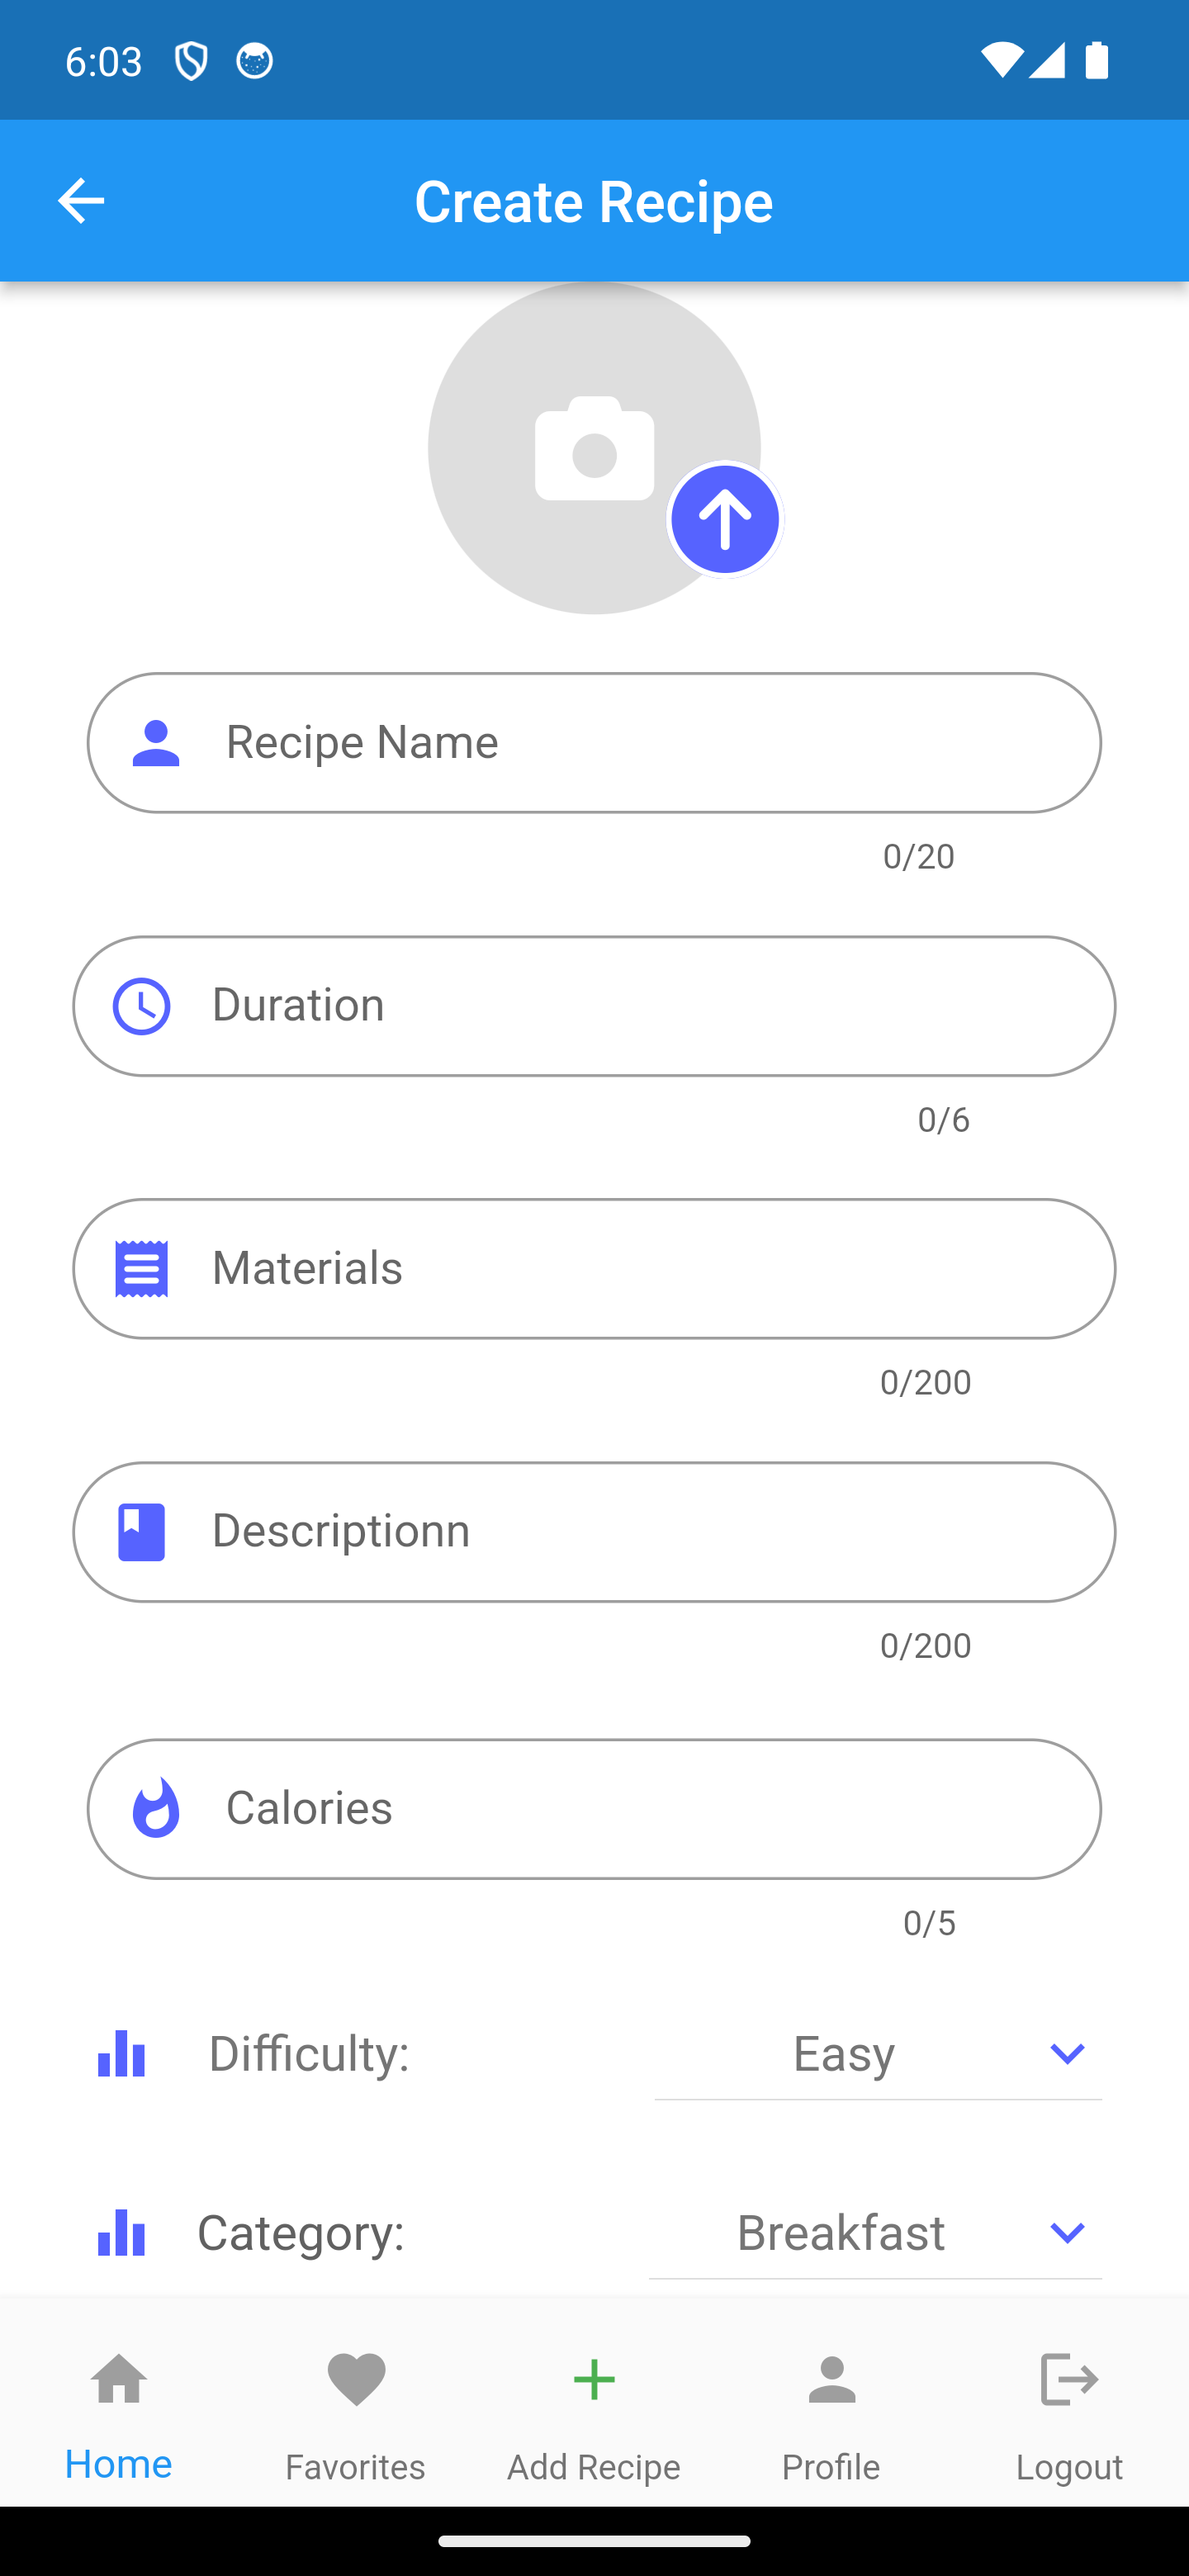 6:03
Create Recipe
Recipe Name
0/20
Duration
0/6
Materials
0/200
Descriptionn
0/200
Calories
0/5
Difficulty: Easy
Category: Breakfast
Home Favorites Add Recipe Profile Logout